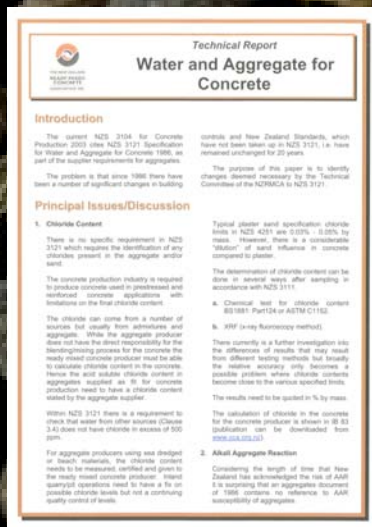 Technical Report
Water and Aggregate for
Concrete
THE NEW ZEALAND
READY MIXED
CONCRETE
ASSOCIATION INC
Introduction
The current NZS 3104 for Concrete
Production 2003 cites NZS 3121 Specification
for Water and Aggregate for Concrete 1986, as
part of the supplier requirements for aggregates.
The problem is that since 1986 there have
been a number of significant changes in building
controls and New Zealand Standards, which
have not been taken up in NZS 3121, i.e. have
remained unchanged for 20 years.
The purpose of this paper is to identify
changes deemed necessary by the Technical
Committee of the NZRMCA to NZS 3121.
Principal Issues/Discussion
1. Chloride Content
There is no specific requirement in NZS
3121 which requires the identification of any
chlorides present in the aggregate and/or
sand.
The concrete production industry is required
to produce concrete used in prestressed and
reinforced concrete applications with
limitations on the final chloride content.
The chloride can come from a number of
sources but usually from admixtures and
aggregate. While the aggregate producer
does not have the direct responsibility for the
blending/mixing process for the concrete the
ready mixed concrete producer must be able
to calculate chloride content in the concrete.
Hence the acid soluble chloride content in
aggregates supplied as fit for concrete
production need to have a chloride content
stated by the aggregate supplier.
Within NZS 3121 there is a requirement to
check that water from other sources (Clause
3.4) does not have chloride in excess of 500
ppm.
For aggregate producers using sea dredged
or beach materials, the chloride content
needs to be measured, certified and given to
the ready mixed concrete producer. Inland
quarry/pit operations need to have a fix on
possible chloride levels but not a continuing
quality control of levels.
Typical plaster sand specification chloride
limits in NZS 4251 are 0.03% - 0.05% by
mass. However, there is a considerable
"dilution" of sand influence in concrete
compared to plaster.
The determination of chloride content can be
done in several ways after sampling in
accordance with NZS 3111:
a. Chemical test for chloride content
BS1881: Part124 or ASTM C1152.
b. XRF (x-ray fluoroscopy method).
There currently is a further investigation into
the differences of results that may result
from different testing methods but broadly
the relative accuracy only becomes a
possible problem where chloride contents
become close to the various specified limits.
The results need to be quoted in % by mass.
The calculation of chloride in the concrete
for the concrete producer is shown in IB 63
(publication can be downloaded from
www.cca.org.nz).
2. Alkali Aggregate Reaction
Considering the length of time that New
Zealand has acknowledged the risk of AAR
it is surprising that an aggregates document
of 1986 contains no reference to AAR
susceptibility of aggregates.